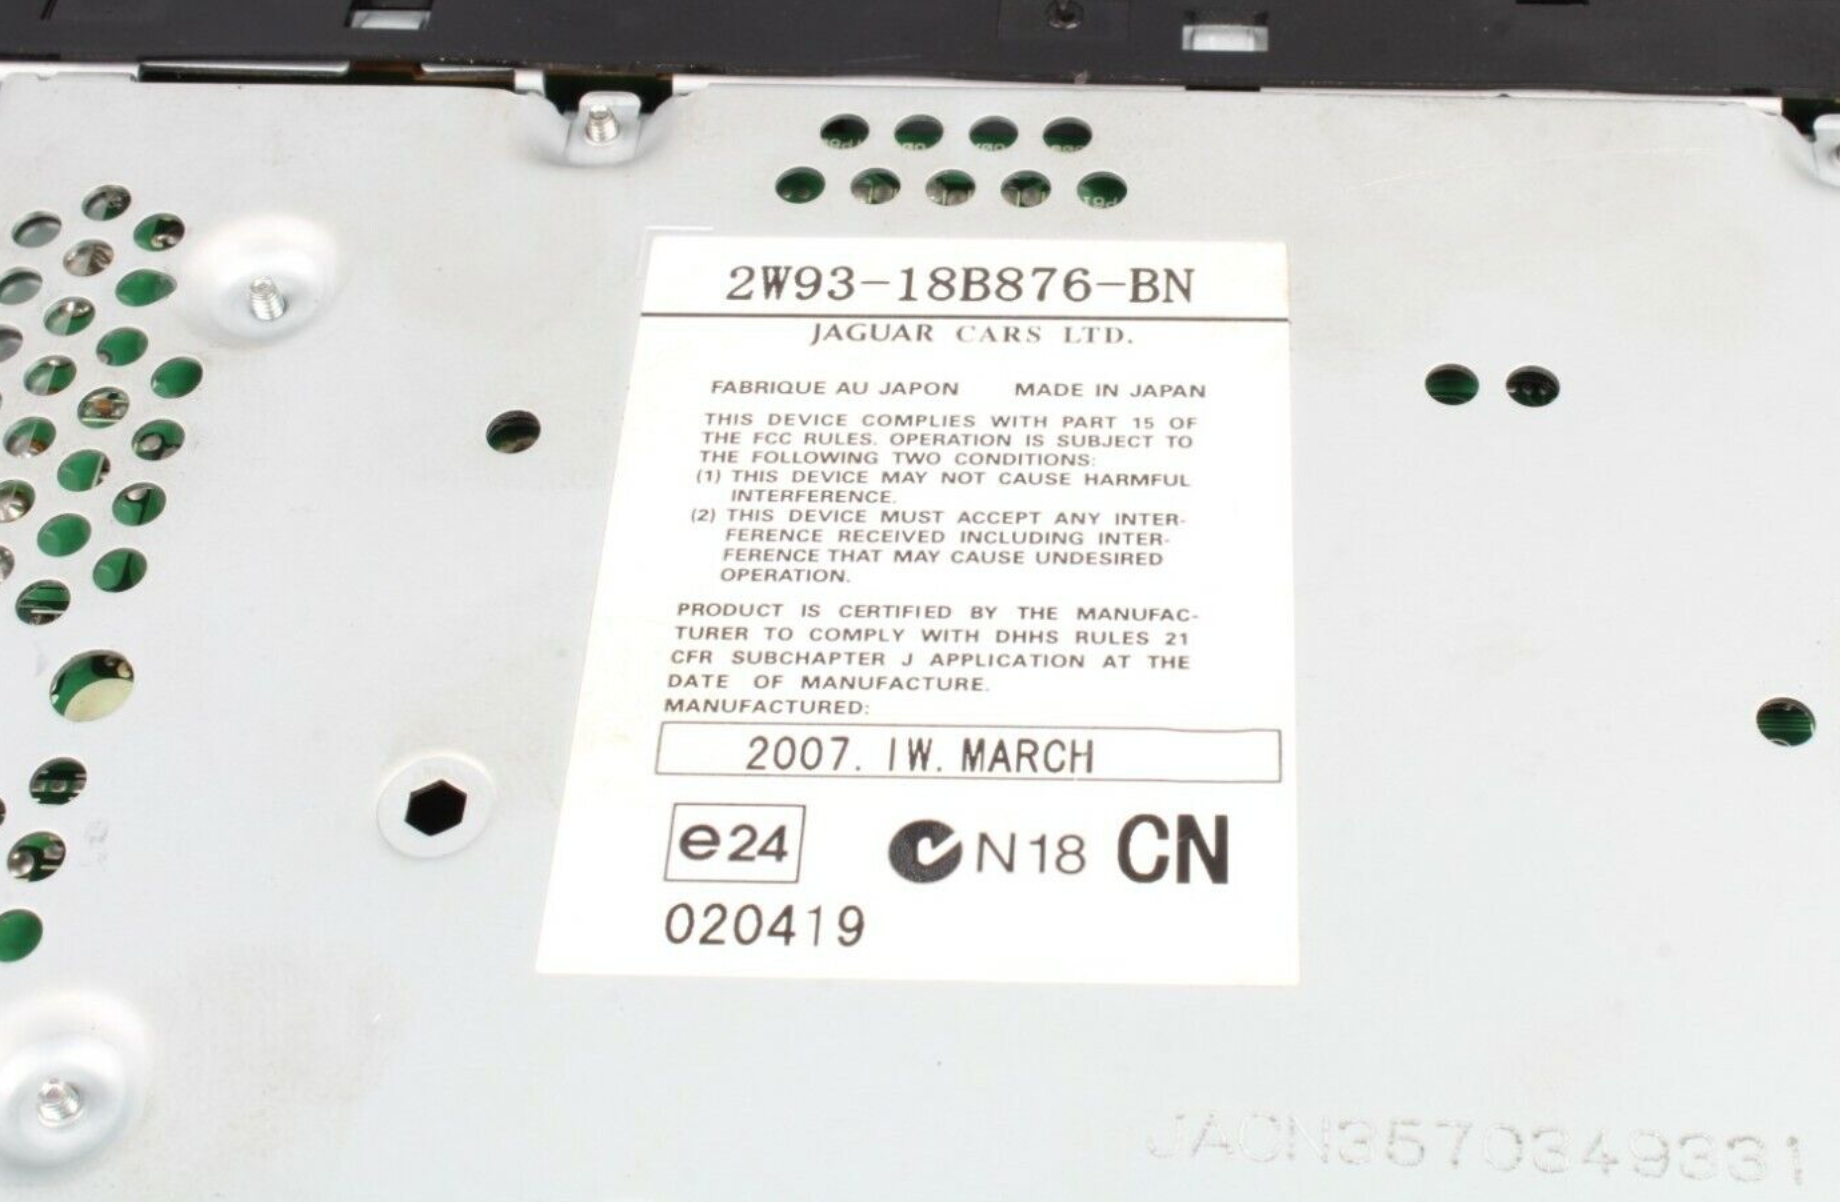 2W93-18B876-BN
JAGUAR CARS LTD.
FABRIQUE AU JAPON MADE IN JAPAN
THIS DEVICE COMPLIES WITH PART 15 OF
THE FCC RULES. OPERATION IS SUBJECT TO
THE FOLLOWING TWO CONDITIONS:
(1) THIS DEVICE MAY NOT CAUSE HARMFUL
INTERFERENCE.
(2) THIS DEVICE MUST ACCEPT ANY INTER-
FERENCE RECEIVED INCLUDING INTER-
FERENCE THAT MAY CAUSE UNDESIRED
OPERATION.
PRODUCT IS CERTIFIED BY THE MANUFAC-
TURER TO COMPLY WITH DHHS RULES 21
CFR SUBCHAPTER J APPLICATION AT THE
DATE OF MANUFACTURE.
MANUFACTURED:
2007. 1W. MARCH
e24 N18 CN
020419
JACN3570349331